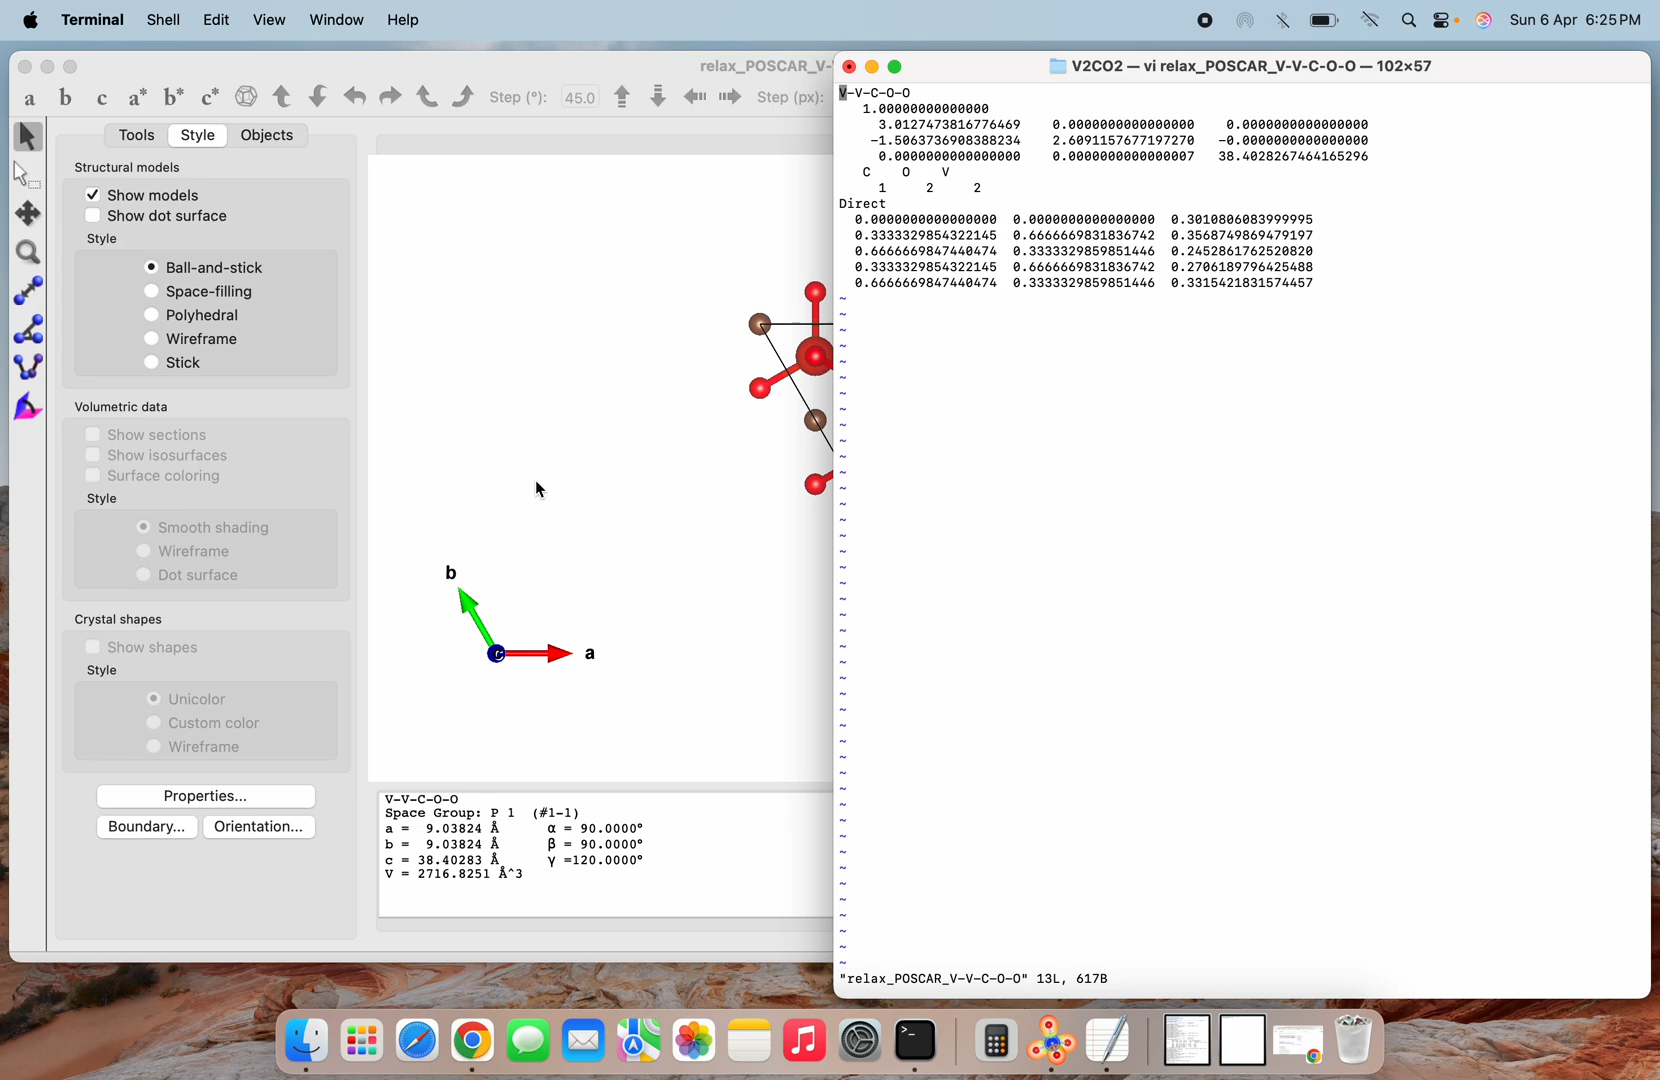 Terminal Shell Edit View Window Help
Sun 6 Apr 6:25 PM
relax_POSCAR_V-V
a b c a* b* c* Step (°): 45.0 Step (px):
Tools Style Objects
Structural models
Show models
Show dot surface
Style
Ball-and-stick
Space-filling
Polyhedral
Wireframe
Stick
Volumetric data
Show sections
Show isosurfaces
Surface coloring
Style
Smooth shading
Wireframe
Dot surface
Crystal shapes
Show shapes
Style
Unicolor
Custom color
Wireframe
Properties...
Boundary... Orientation...
b
c
a
V-V-C-O-O
Space Group: P 1 (#1-1)
a = 9.03824 Å α = 90.0000°
b = 9.03824 Å β = 90.0000°
c = 38.40283 Å γ =120.0000°
V = 2716.8251 Å^3
V2CO2 — vi relax_POSCAR_V-V-C-O-O — 102×57
V-V-C-O-O
1.00000000000000
3.0127473816776469 0.0000000000000000 0.0000000000000000
-1.5063736908388234 2.6091157677197270 -0.0000000000000000
0.0000000000000000 0.0000000000000007 38.4028267464165296
C O V
1 2 2
Direct
0.0000000000000000 0.0000000000000000 0.3010806083999995
0.3333329854322145 0.6666669831836742 0.3568749869479197
0.6666669847440474 0.3333329859851446 0.2452861762520820
0.3333329854322145 0.6666669831836742 0.2706189796425488
0.6666669847440474 0.3333329859851446 0.3315421831574457
"relax_POSCAR_V-V-C-O-O" 13L, 617B